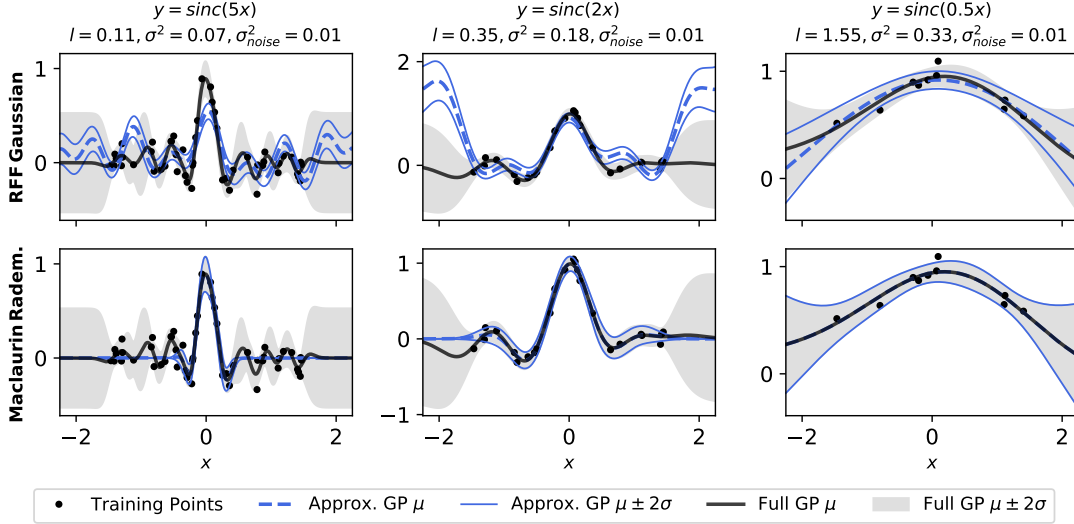 y = sinc(5x)
l = 0.11, σ² = 0.07, σ²noise = 0.01
y = sinc(2x)
l = 0.35, σ² = 0.18, σ²noise = 0.01
y = sinc(0.5x)
l = 1.55, σ² = 0.33, σ²noise = 0.01
RFF Gaussian
1
0
2
0
1
0
Maclaurin Radem.
1
0
1
0
−1
1
0
−2 0 2
−2 0 2
−2 0 2
x
x
x
Training Points
Approx. GP μ
Approx. GP μ ± 2σ
Full GP μ
Full GP μ ± 2σ